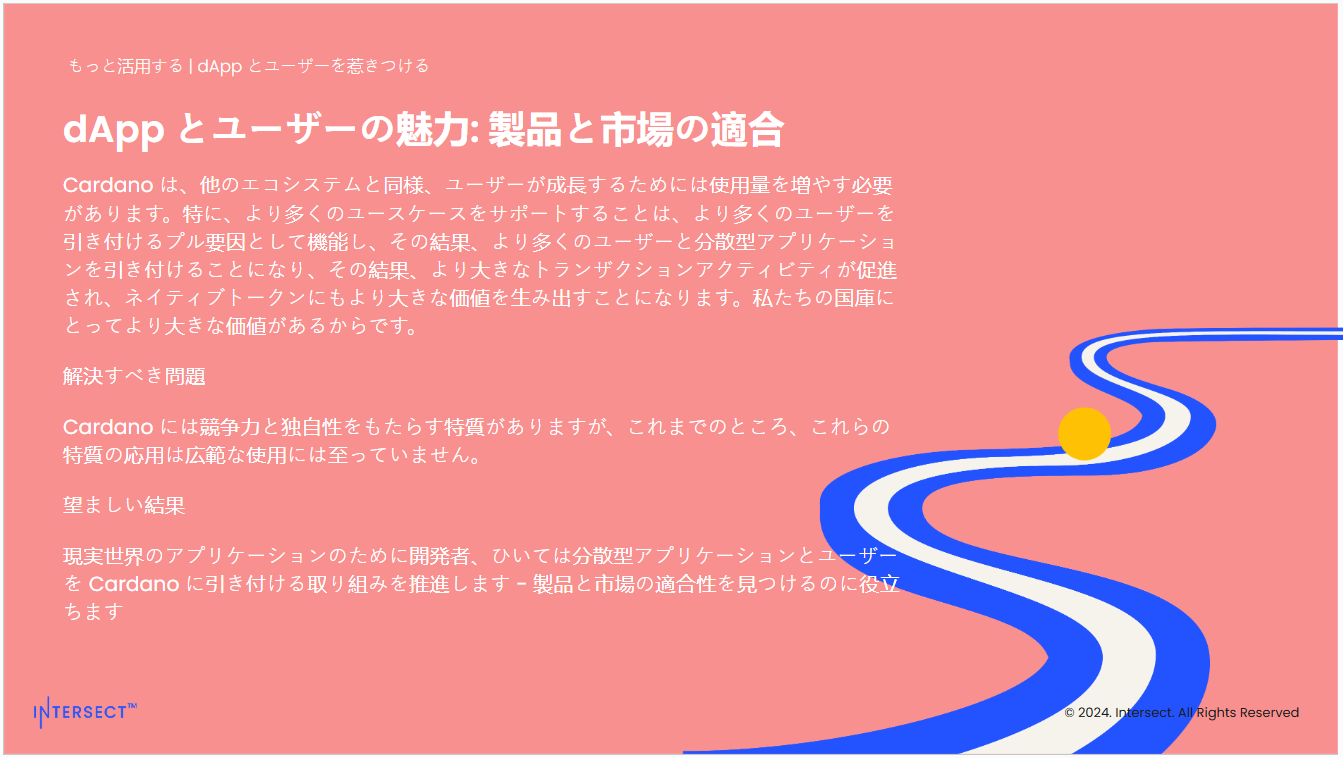 もっと活用する | dApp とユーザーを惹きつける
dApp とユーザーの魅力: 製品と市場の適合
Cardano は、他のエコシステムと同様、ユーザーが成長するためには使用量を増やす必要
があります。特に、より多くのユースケースをサポートすることは、より多くのユーザーを
引き付けるプル要因として機能し、その結果、より多くのユーザーと分散型アプリケーショ
ンを引き付けることになり、その結果、より大きなトランザクションアクティビティが促進
され、ネイティブトークンにもより大きな価値を生み出すことになります。私たちの国庫に
とってより大きな価値があるからです。
解決すべき問題
Cardano には競争力と独自性をもたらす特質がありますが、これまでのところ、これらの
特質の応用は広範な使用には至っていません。
望ましい結果
現実世界のアプリケーションのために開発者、ひいては分散型アプリケーションとユーザー
を Cardano に引き付ける取り組みを推進します - 製品と市場の適合性を見つけるのに役立
ちます
INTERSECT™
© 2024. Intersect. All Rights Reserved